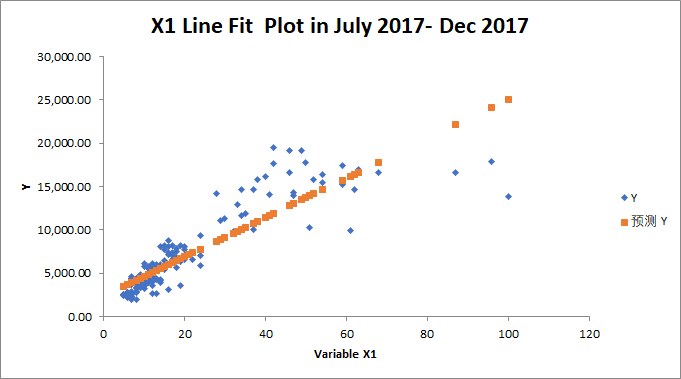 X1 Line Fit Plot in July 2017- Dec 2017
30,000.00
25,000.00
20,000.00
15,000.00
10,000.00
5,000.00
0.00
Y
0 20 40 60 80 100 120
Variable X1
Y
预测 Y